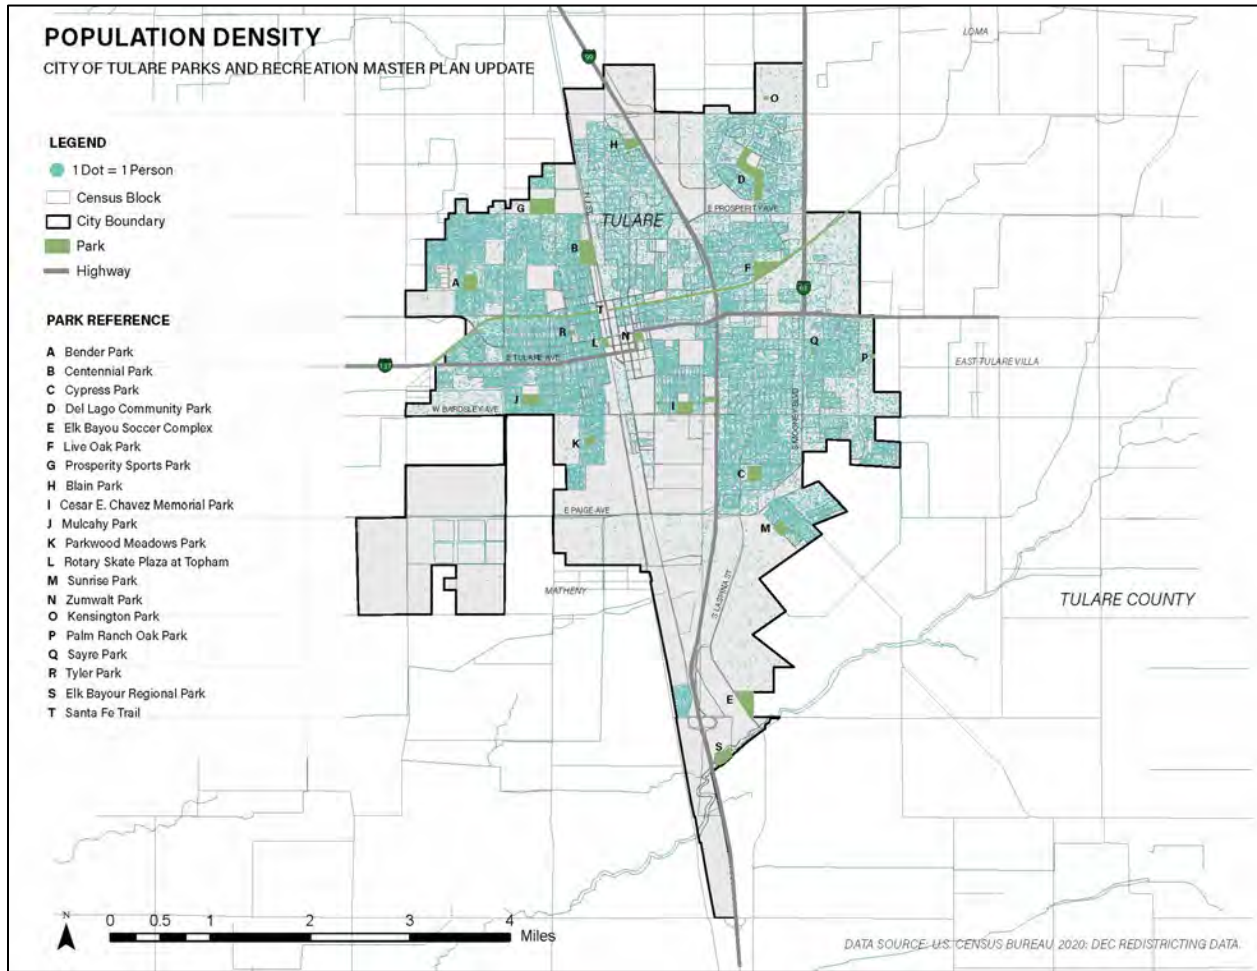 POPULATION DENSITY
CITY OF TULARE PARKS AND RECREATION MASTER PLAN UPDATE
LEGEND
1 Dot = 1 Person
Census Block
City Boundary
Park
Highway
PARK REFERENCE
A Bender Park
B Centennial Park
C Cypress Park
D Del Lago Community Park
E Elk Bayou Soccer Complex
F Live Oak Park
G Prosperity Sports Park
H Blain Park
I Cesar E. Chavez Memorial Park
J Mulcahy Park
K Parkwood Meadows Park
L Rotary Skate Plaza at Topham
M Sunrise Park
N Zumwalt Park
O Kensington Park
P Palm Ranch Oak Park
Q Sayre Park
R Tyler Park
S Elk Bayour Regional Park
T Santa Fe Trail
LOMA
99
O
H
D
G
TULARE
E PROSPERITY AVE
B
F
A
63
T
R
L
N
Q
P
137
E TULARE AVE
EAST TULARE VILLA
J
W BARDSLEY AVE
I
S MOONEY BLVD
K
C
E PAIGE AVE
M
MATHENY
S LASPINA ST
TULARE COUNTY
E
S
N
0 0.5 1 2 3 4
Miles
DATA SOURCE: U.S. CENSUS BUREAU 2020: DEC REDISTRICTING DATA.